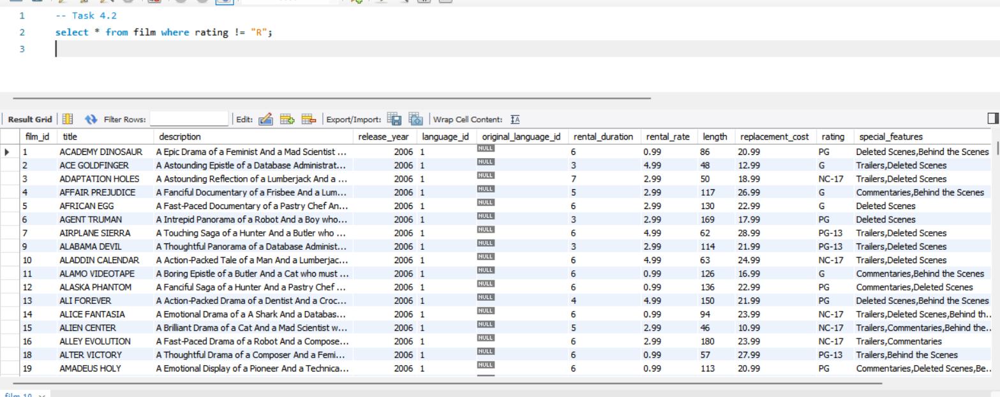 1 -- Task 4.2
2 select * from film where rating != "R";
3
Result Grid Filter Rows: Edit: Export/Import: Wrap Cell Content:
film_id title description release_year language_id original_language_id rental_duration rental_rate length replacement_cost rating special_features
1 ACADEMY DINOSAUR A Epic Drama of a Feminist And a Mad Scientist ... 2006 1 NULL 6 0.99 86 20.99 PG Deleted Scenes,Behind the Scenes
2 ACE GOLDFINGER A Astounding Epistle of a Database Administrat... 2006 1 NULL 3 4.99 48 12.99 G Trailers,Deleted Scenes
3 ADAPTATION HOLES A Astounding Reflection of a Lumberjack And a ... 2006 1 NULL 7 2.99 50 18.99 NC-17 Trailers,Deleted Scenes
4 AFFAIR PREJUDICE A Fanciful Documentary of a Frisbee And a Lum... 2006 1 NULL 5 2.99 117 26.99 G Commentaries,Behind the Scenes
5 AFRICAN EGG A Fast-Paced Documentary of a Pastry Chef An... 2006 1 NULL 6 2.99 130 22.99 G Deleted Scenes
6 AGENT TRUMAN A Intrepid Panorama of a Robot And a Boy who... 2006 1 NULL 3 2.99 169 17.99 PG Deleted Scenes
7 AIRPLANE SIERRA A Touching Saga of a Hunter And a Butler who ... 2006 1 NULL 6 4.99 62 28.99 PG-13 Trailers,Deleted Scenes
9 ALABAMA DEVIL A Thoughtful Panorama of a Database Administ... 2006 1 NULL 3 2.99 114 21.99 PG-13 Trailers,Deleted Scenes
10 ALADDIN CALENDAR A Action-Packed Tale of a Man And a Lumberjac... 2006 1 NULL 6 4.99 63 24.99 NC-17 Trailers,Deleted Scenes
11 ALAMO VIDEOTAPE A Boring Epistle of a Butler And a Cat who must ... 2006 1 NULL 6 0.99 126 16.99 G Commentaries,Behind the Scenes
12 ALASKA PHANTOM A Fanciful Saga of a Hunter And a Pastry Chef ... 2006 1 NULL 6 0.99 136 22.99 PG Commentaries,Deleted Scenes
13 ALI FOREVER A Action-Packed Drama of a Dentist And a Croc... 2006 1 NULL 4 4.99 150 21.99 PG Deleted Scenes,Behind the Scenes
14 ALICE FANTASIA A Emotional Drama of a A Shark And a Databas... 2006 1 NULL 6 0.99 94 23.99 NC-17 Trailers,Deleted Scenes,Behind th...
15 ALIEN CENTER A Brilliant Drama of a Cat And a Mad Scientist w... 2006 1 NULL 5 2.99 46 10.99 NC-17 Trailers,Commentaries,Behind the...
16 ALLEY EVOLUTION A Fast-Paced Drama of a Robot And a Compose... 2006 1 NULL 6 2.99 180 23.99 NC-17 Trailers,Commentaries
18 ALTER VICTORY A Thoughtful Drama of a Composer And a Femi... 2006 1 NULL 6 0.99 57 27.99 PG-13 Trailers,Behind the Scenes
19 AMADEUS HOLY A Emotional Display of a Pioneer And a Technica... 2006 1 NULL 6 0.99 113 20.99 PG Commentaries,Deleted Scenes,Be...
film 10